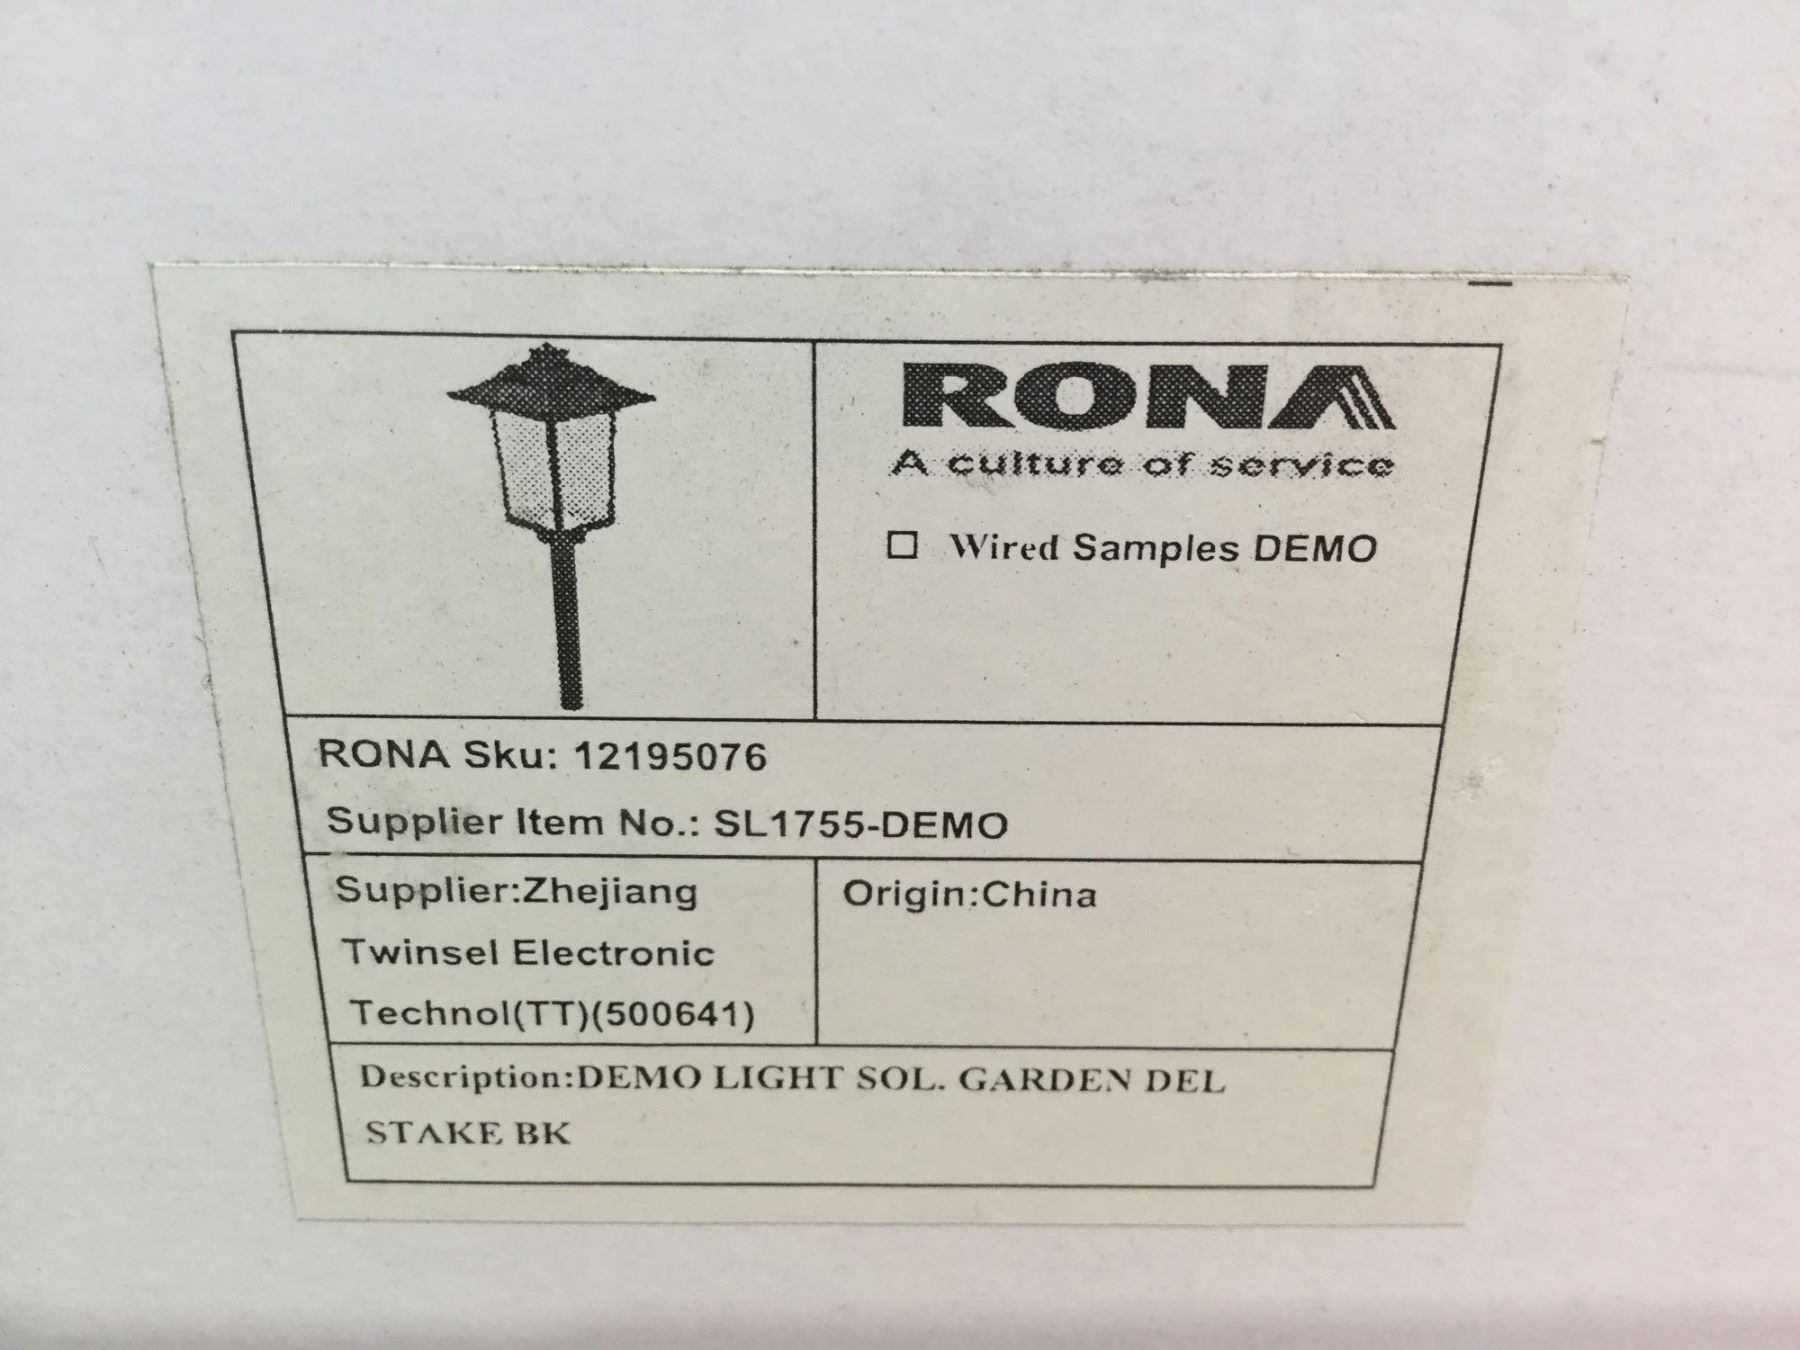 RONA
A culture of service
☐ Wired Samples DEMO
RONA Sku: 12195076
Supplier Item No.: SL1755-DEMO
Supplier:Zhejiang
Twinsel Electronic
Technol(TT)(500641)
Origin:China
Description:DEMO LIGHT SOL. GARDEN DEL
STAKE BK